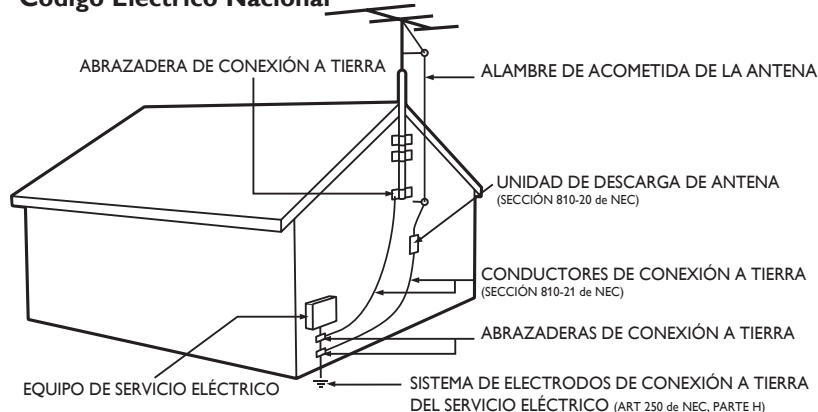 Código Eléctrico Nacional
ABRAZADERA DE CONEXIÓN A TIERRA
ALAMBRE DE ACOMETIDA DE LA ANTENA
UNIDAD DE DESCARGA DE ANTENA
(SECCIÓN 810-20 de NEC)
CONDUCTORES DE CONEXIÓN A TIERRA
(SECCIÓN 810-21 de NEC)
ABRAZADERAS DE CONEXIÓN A TIERRA
EQUIPO DE SERVICIO ELÉCTRICO
SISTEMA DE ELECTRODOS DE CONEXIÓN A TIERRA
DEL SERVICIO ELÉCTRICO (ART 250 de NEC, PARTE H)